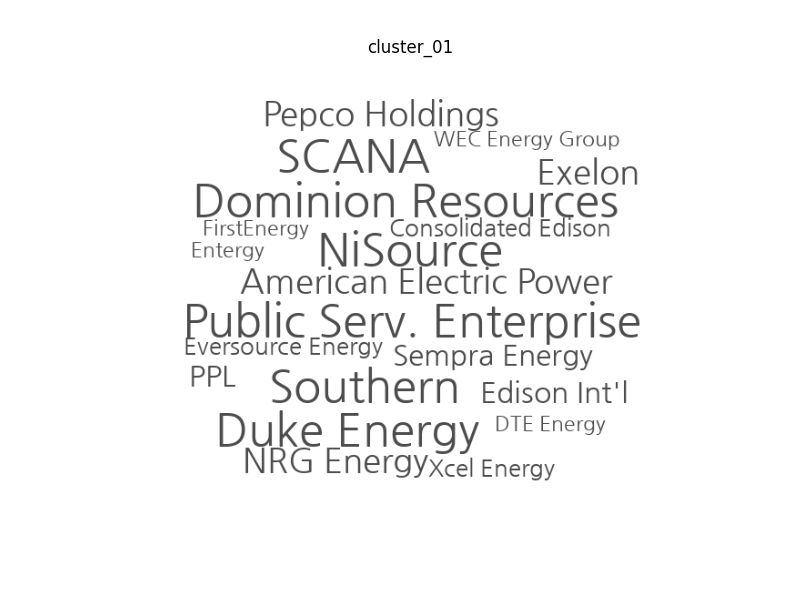 cluster_01
Pepco Holdings
WEC Energy Group
SCANA
Exelon
Dominion Resources
FirstEnergy
Consolidated Edison
Entergy
NiSource
American Electric Power
Public Serv. Enterprise
Eversource Energy
Sempra Energy
PPL
Southern
Edison Int'l
Duke Energy
DTE Energy
NRG Energy
Xcel Energy